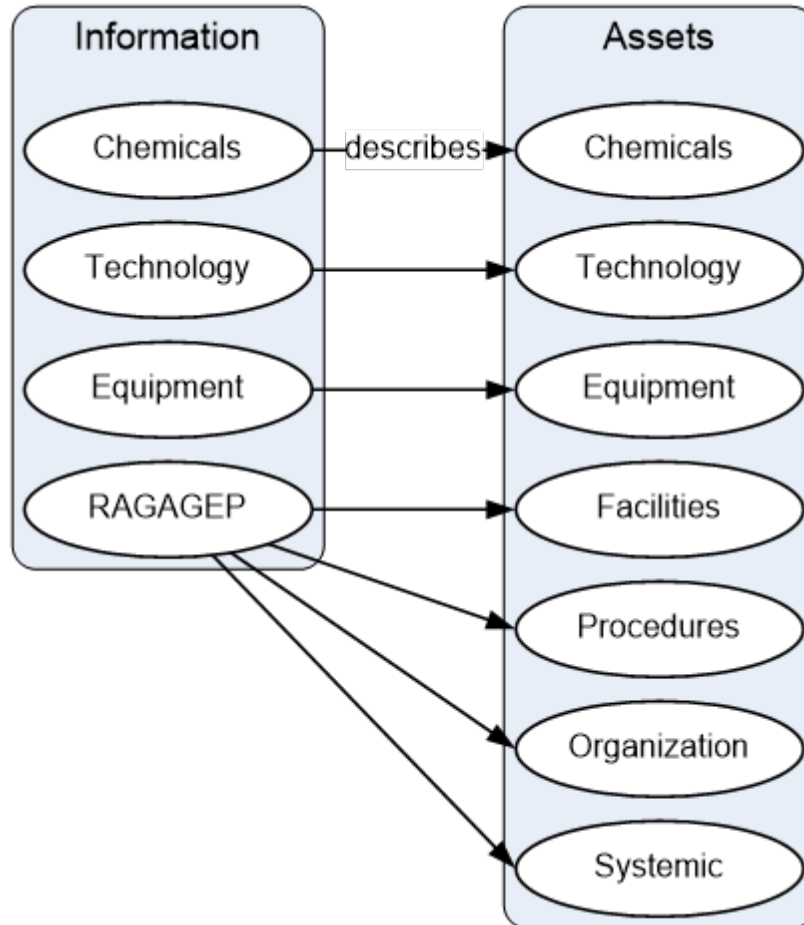 Information
Assets
Chemicals
describes
Chemicals
Technology
Technology
Equipment
Equipment
RAGAGEP
Facilities
Procedures
Organization
Systemic